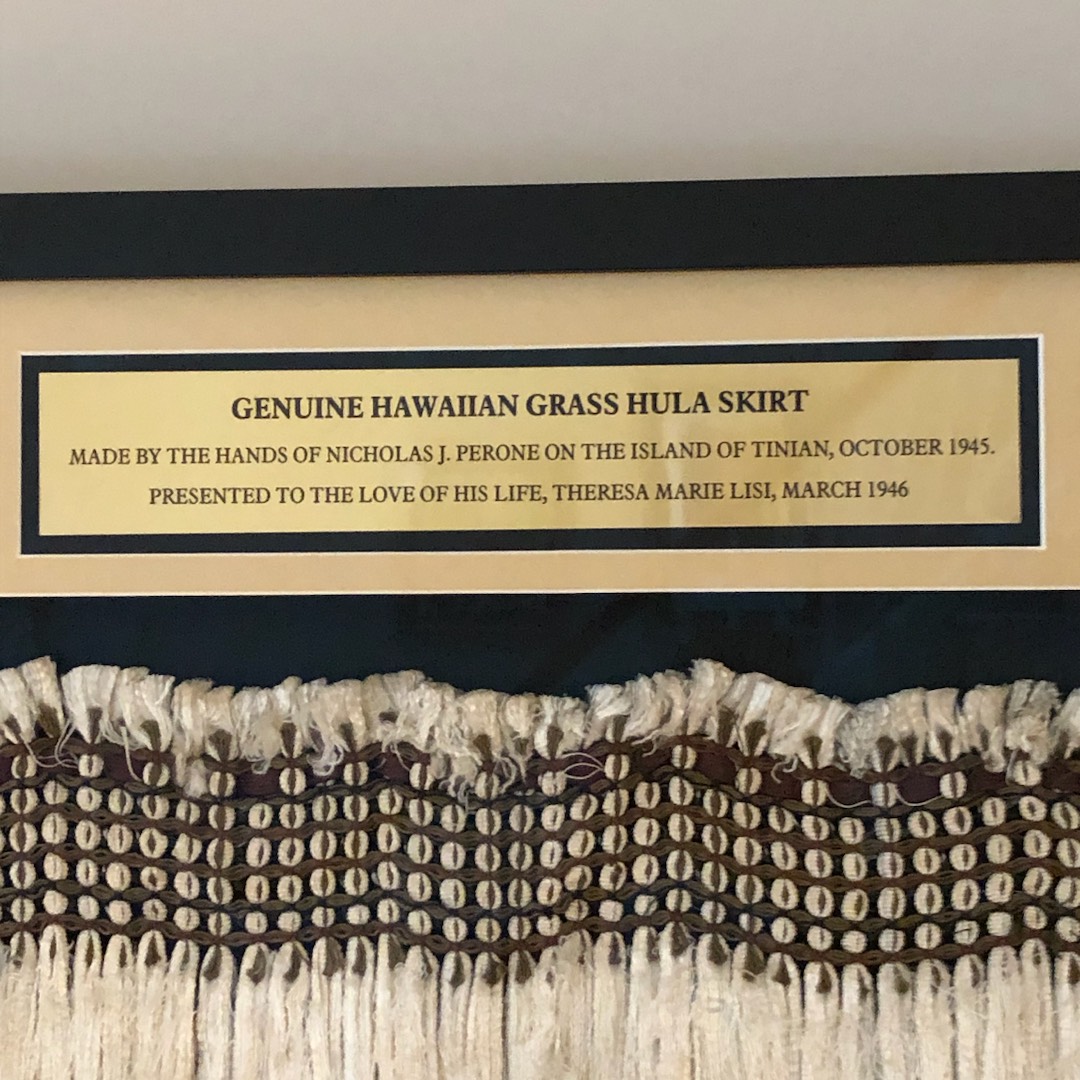 GENUINE HAWAIIAN GRASS HULA SKIRT
MADE BY THE HANDS OF NICHOLAS J. PERONE ON THE ISLAND OF TINIAN, OCTOBER 1945.
PRESENTED TO THE LOVE OF HIS LIFE, THERESA MARIE LISI, MARCH 1946